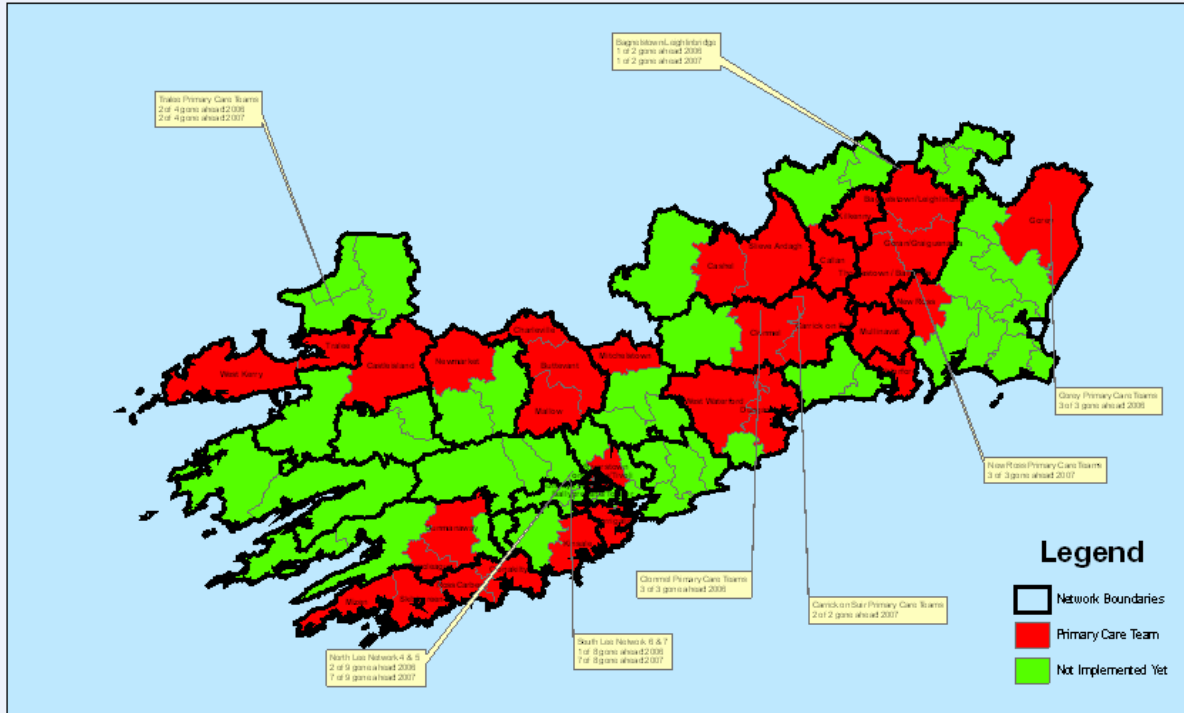 Bagnelstown/Leighlinbridge
1 of 2 gone ahead 2006
1 of 2 gone ahead 2007
Tralee Primary Care Teams
2 of 4 gone ahead 2006
2 of 4 gone ahead 2007
Kilkenny
Gorey
Slieve Ardagh
Cashel
Callan
New Ross
Clonmel
Mullinavat
Charleville
Mitchelstown
Tralee
Newmarket
Buttevant
West Kerry
Castleisland
Mallow
West Waterford
Gorey Primary Care Teams
3 of 3 gone ahead 2006
New Ross Primary Care Teams
3 of 3 gone ahead 2007
Dunmanway
Kinsale
Clonmel Primary Care Teams
3 of 3 gone ahead 2006
Carrick on Suir Primary Care Teams
2 of 2 gone ahead 2007
South Lee Network 6 & 7
1 of 8 gone ahead 2006
7 of 8 gone ahead 2007
North Lee Network 4 & 5
2 of 9 gone ahead 2006
7 of 9 gone ahead 2007
Legend
Network Boundaries
Primary Care Team
Not Implemented Yet